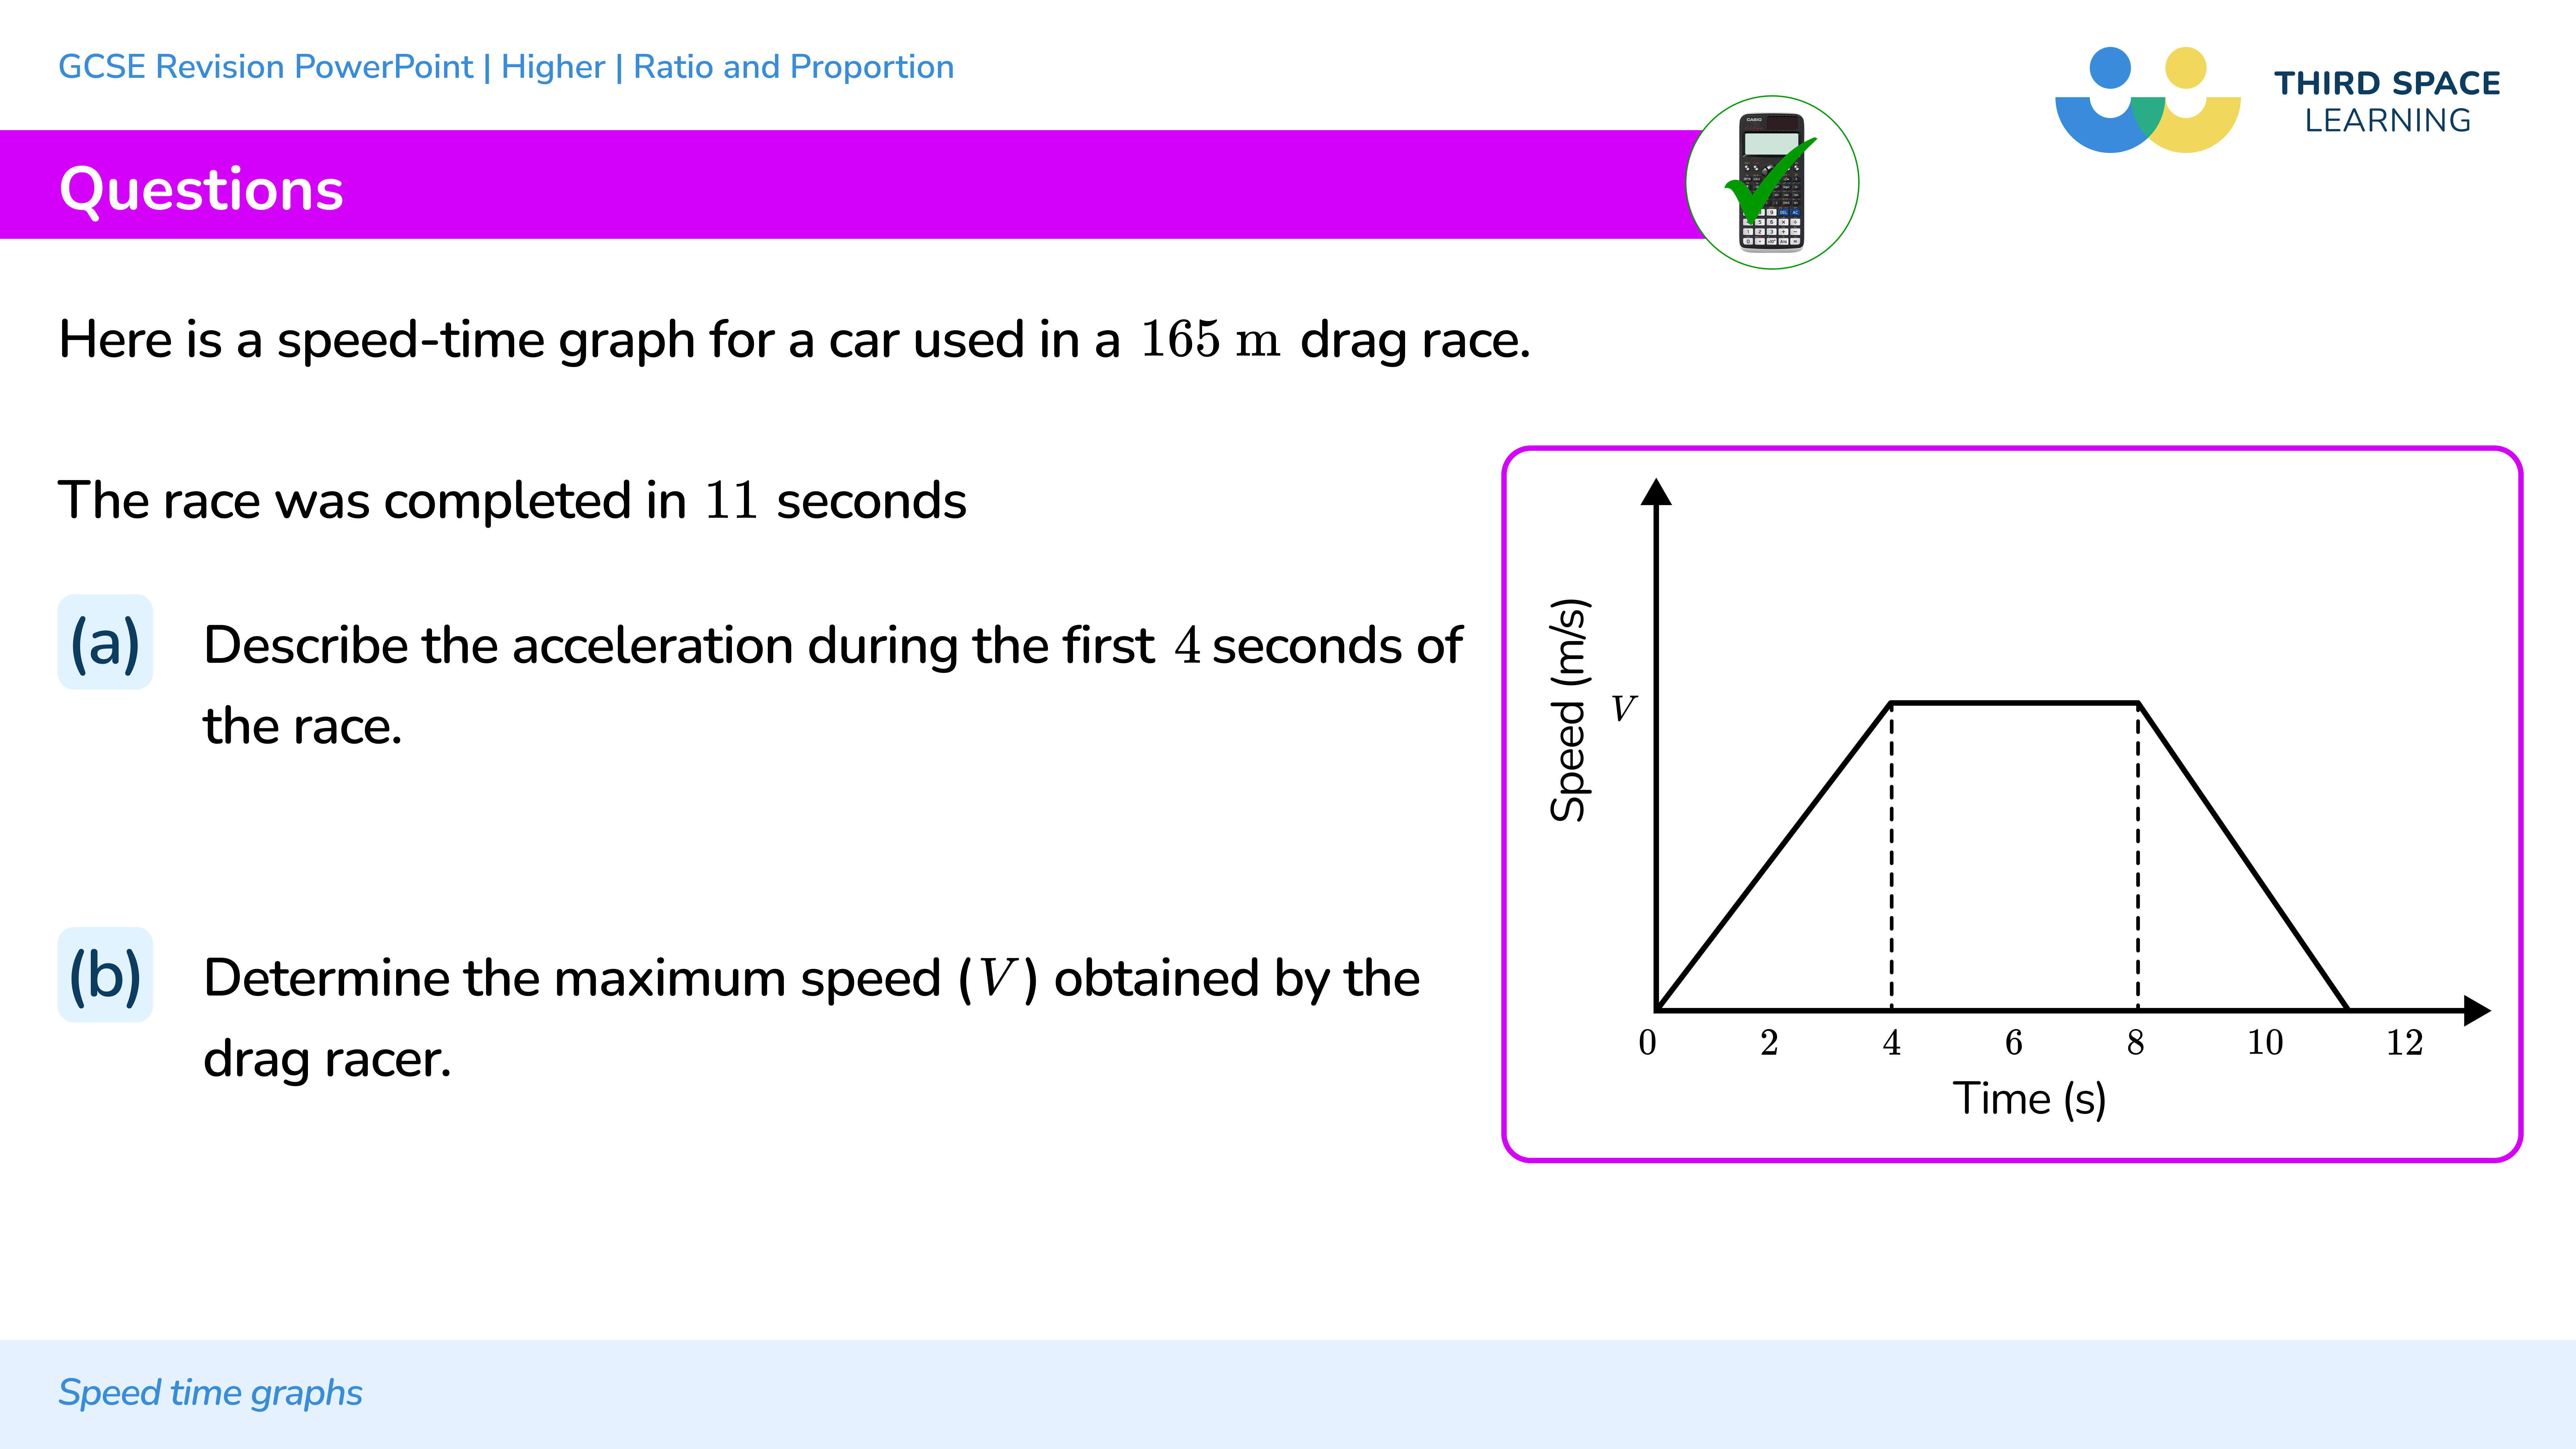 GCSE Revision PowerPoint | Higher | Ratio and Proportion
THIRD SPACE
LEARNING
Questions
Here is a speed-time graph for a car used in a 165 m drag race.
The race was completed in 11 seconds
(a) Describe the acceleration during the first 4 seconds of
the race.
(b) Determine the maximum speed (V) obtained by the
drag racer.
Speed (m/s)
V
0 2 4 6 8 10 12
Time (s)
Speed time graphs